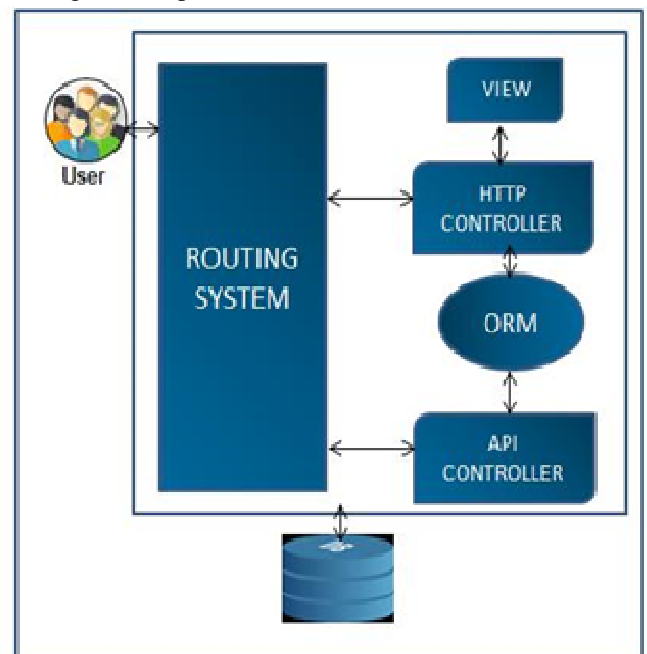 User
ROUTING
SYSTEM
VIEW
HTTP
CONTROLLER
ORM
API
CONTROLLER